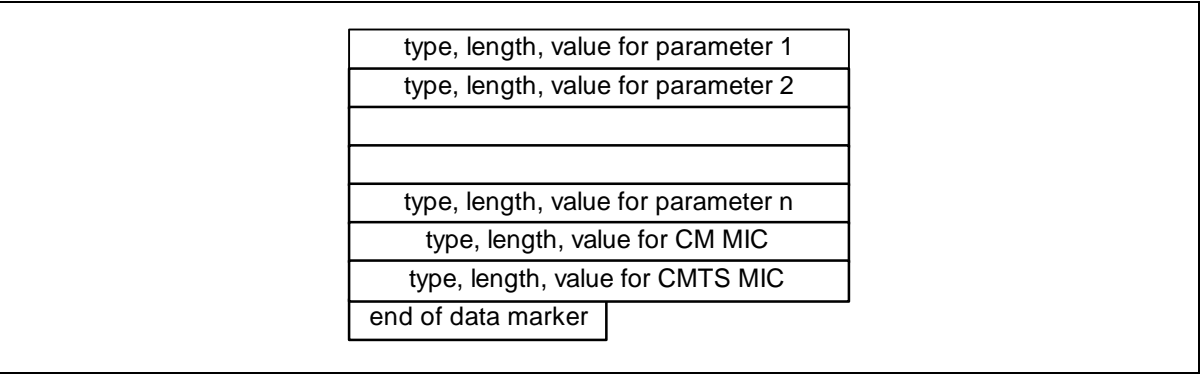 type, length, value for parameter 1
type, length, value for parameter 2
type, length, value for parameter n
type, length, value for CM MIC
type, length, value for CMTS MIC
end of data marker